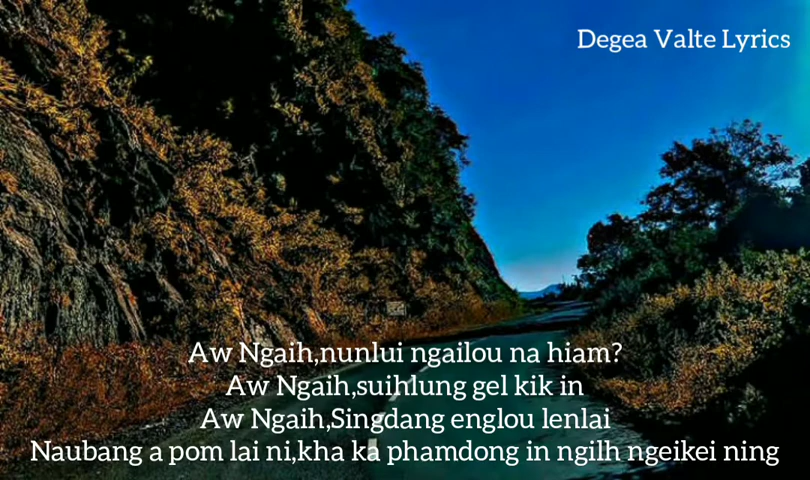 Degea Valte Lyrics
Aw Ngaih,nunlui ngailou na hiam?
Aw Ngaih,suihlung gel kik in
Aw Ngaih,Singdang englou lenlai
Naubang a pom lai ni,kha ka phamdong in ngilh ngeikei ning